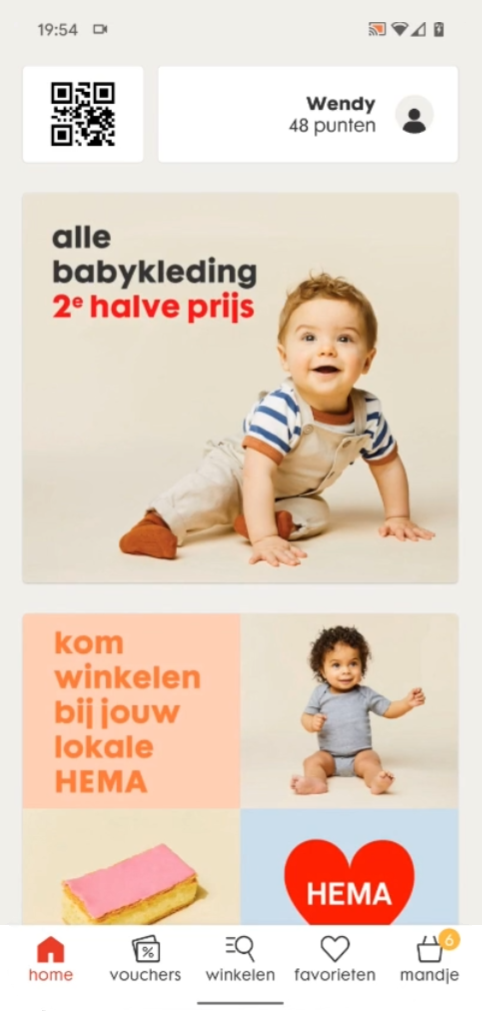 19:54
Wendy
48 punten
alle
babykleding
2e halve prijs
kom
winkelen
bij jouw
lokale
HEMA
HEMA
home vouchers winkelen favorieten mandje
6